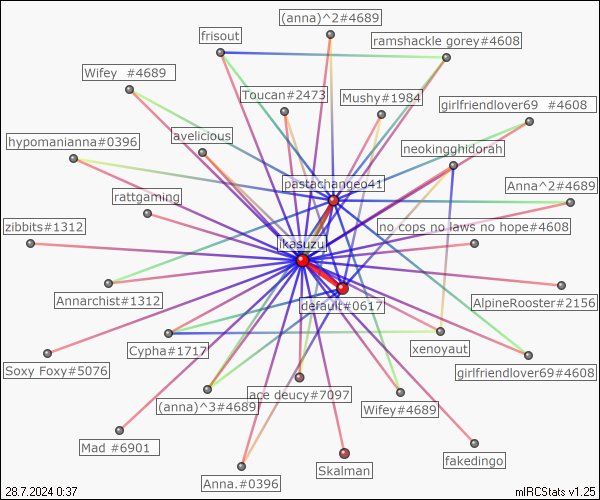 (anna)^2#4689
frisout
ramshackle gorey#4608
Wifey  #4689
Toucan#2473
Mushy#1984
girlfriendlover69  #4608
avelicious
hypomanianna#0396
neokingghidorah
pastachangeo41
Anna^2#4689
rattgaming
zibbits#1312
no cops no laws no hope#4608
ikasuzu
Annarchist#1312
AlpineRooster#2156
default#0617
Cypha#1717
xenoyaut
Soxy Foxy#5076
girlfriendlover69#4608
ace deucy#7097
(anna)^3#4689
Wifey#4689
Mad #6901
fakedingo
Skalman
Anna.#0396
28.7.2024 0:37
mIRCStats v1.25